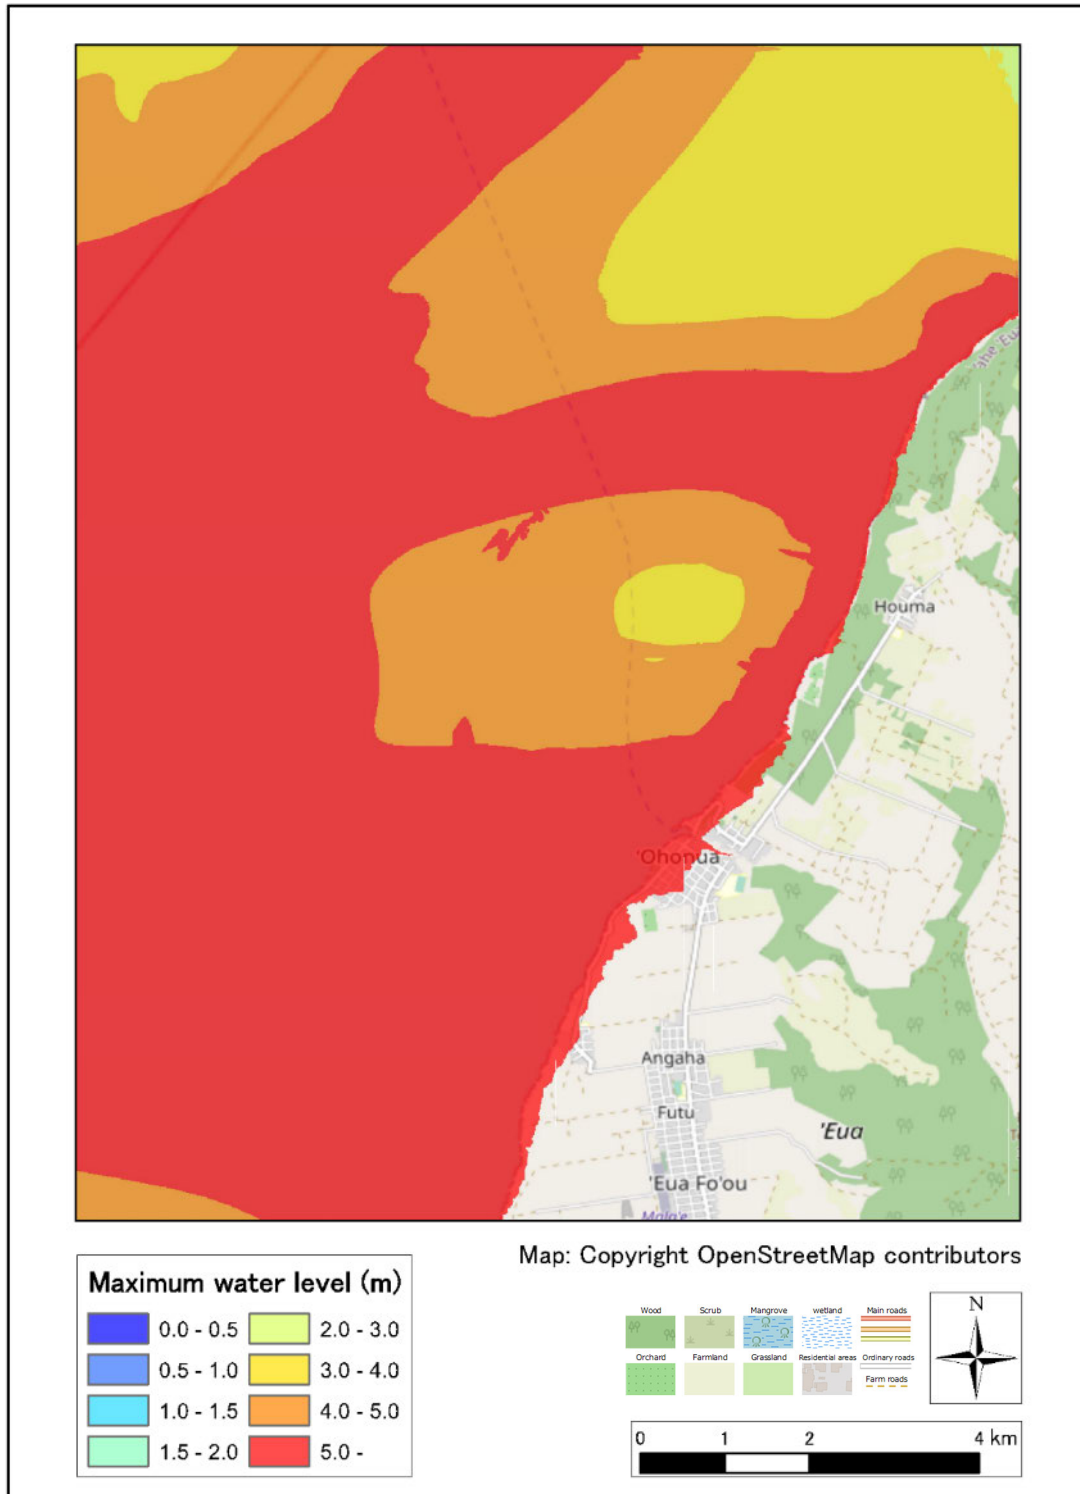 Houma
'Ohonua
Angaha
Futu
'Eua
'Eua Fo'ou
Mala'e
Map: Copyright OpenStreetMap contributors
Maximum water level (m)
0.0 - 0.5
2.0 - 3.0
0.5 - 1.0
3.0 - 4.0
1.0 - 1.5
4.0 - 5.0
1.5 - 2.0
5.0 -
Wood Scrub Mangrove wetland Main roads
Orchard Farmland Grassland Residential areas Ordinary roads
Farm roads
N
0 1 2 4 km